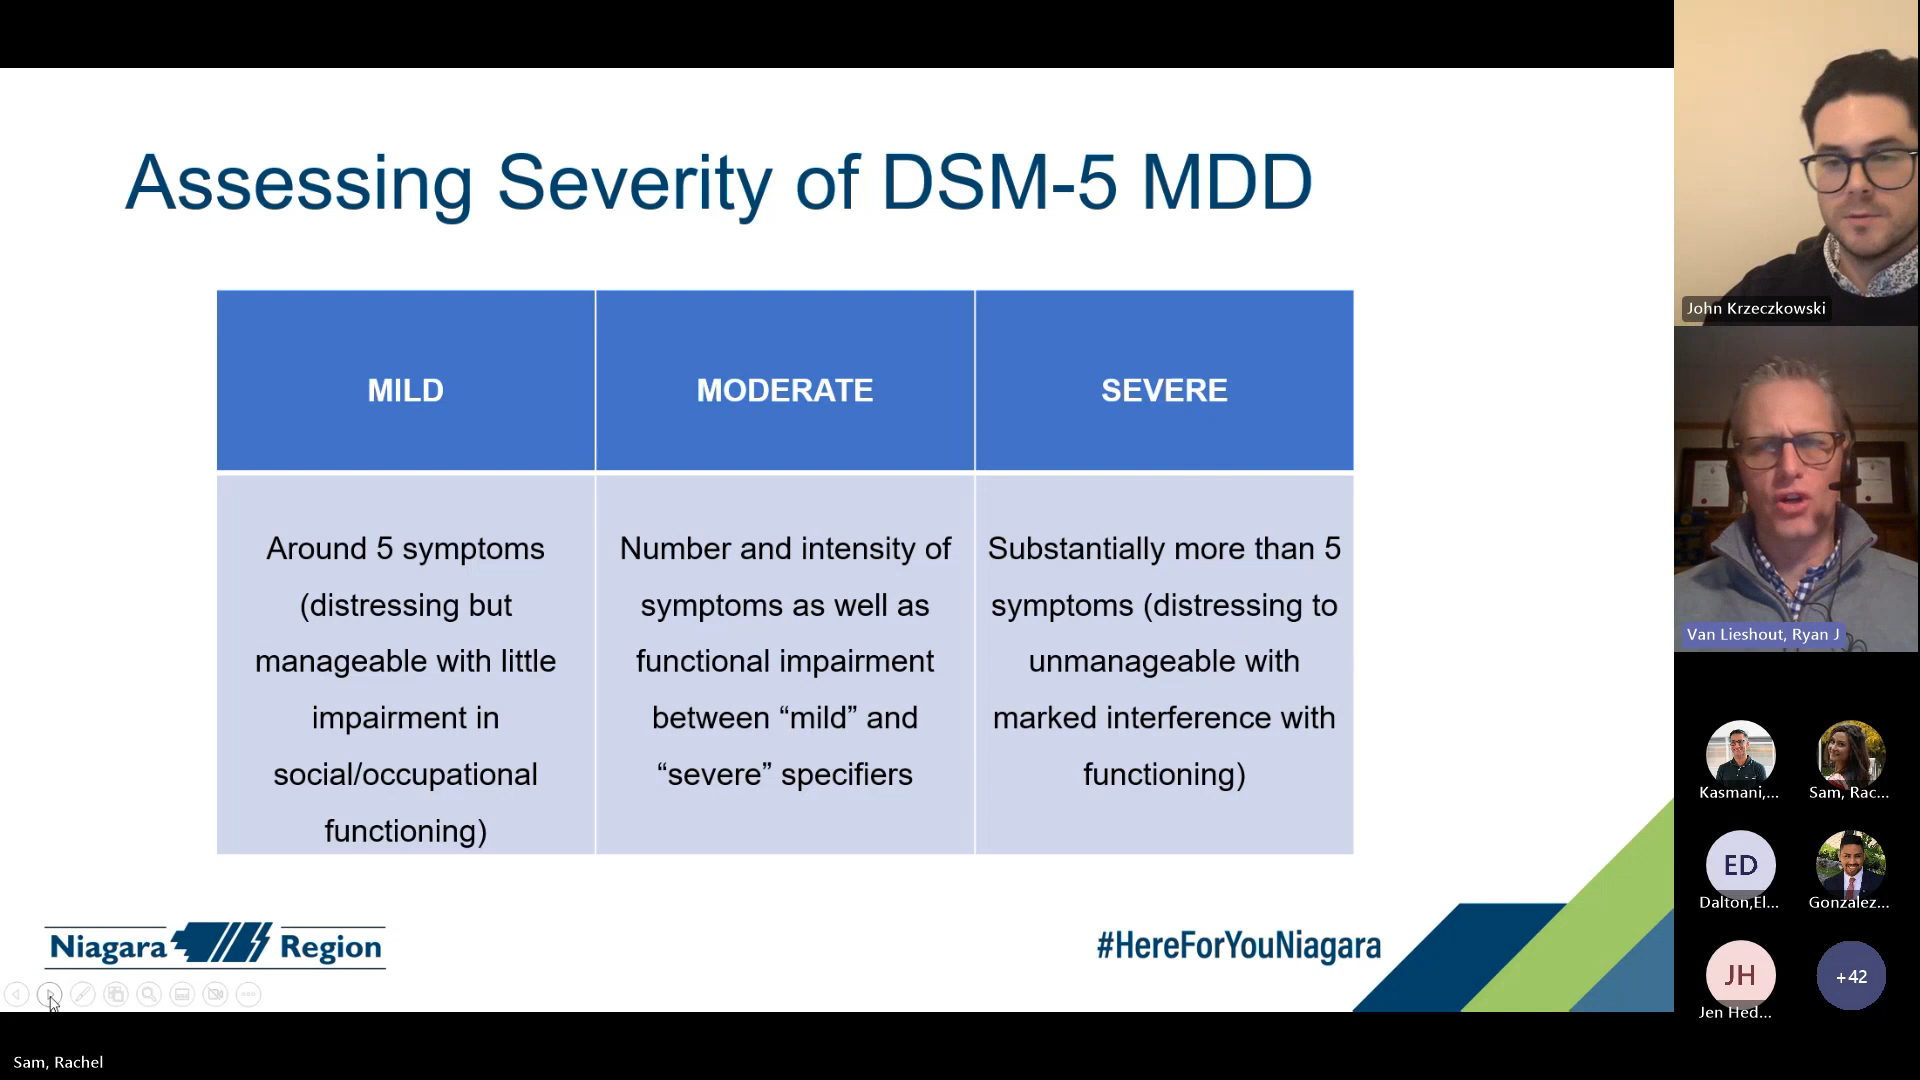 Assessing Severity of DSM-5 MDD
MILD
MODERATE
SEVERE
Around 5 symptoms
(distressing but
manageable with little
impairment in
social/occupational
functioning)
Number and intensity of
symptoms as well as
functional impairment
between “mild” and
“severe” specifiers
Substantially more than 5
symptoms (distressing to
unmanageable with
marked interference with
functioning)
Niagara Region
#HereForYouNiagara
Sam, Rachel
John Krzeczkowski
Van Lieshout, Ryan J
Kasmani,...
Sam, Rac...
ED
Dalton,El...
Gonzalez...
JH
Jen Hed...
+42